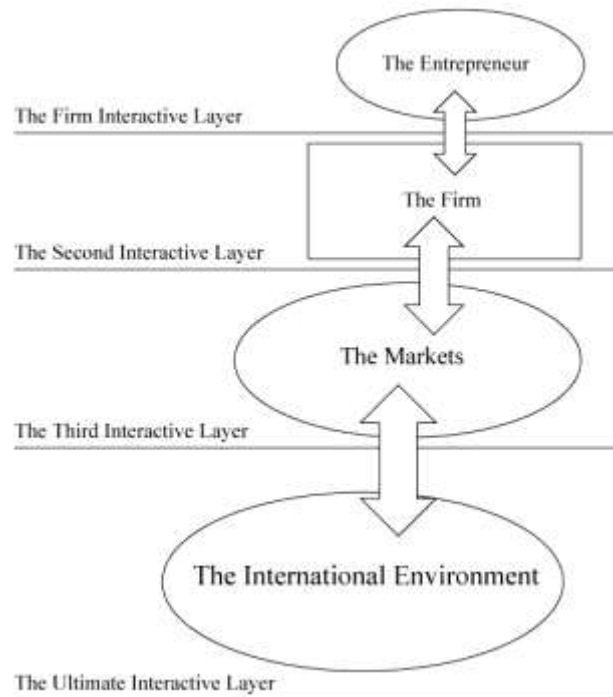 The Entrepreneur
The Firm Interactive Layer
The Firm
The Second Interactive Layer
The Markets
The Third Interactive Layer
The International Environment
The Ultimate Interactive Layer